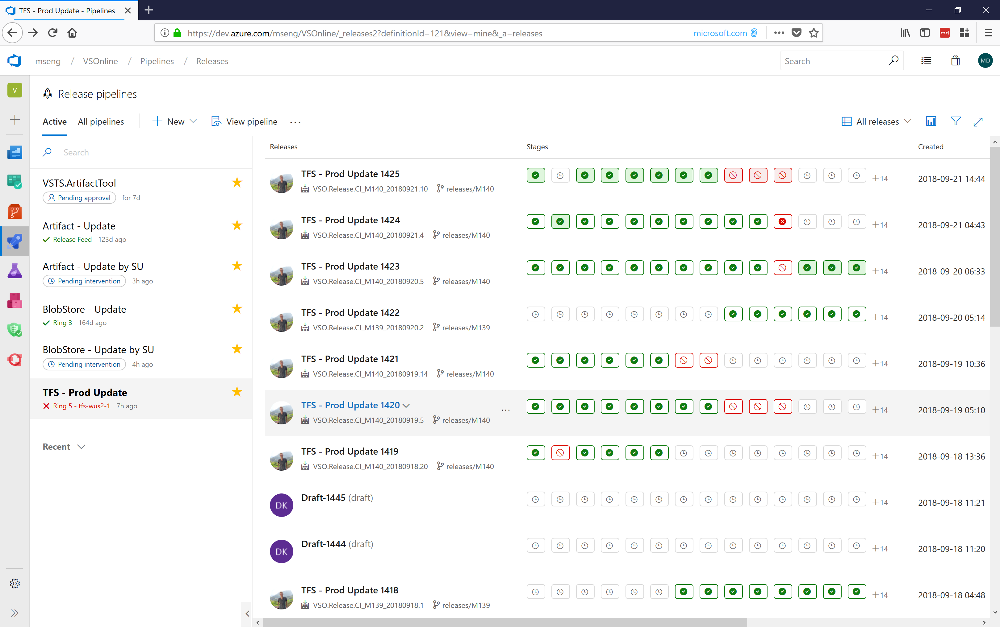 TFS - Prod Update - Pipelines
https://dev.azure.com/mseng/VSOnline/_releases2?definitionId=121&view=mine&_a=releases
microsoft.com
mseng / VSOnline / Pipelines / Releases
Search
MD
V
Release pipelines
Active All pipelines New View pipeline ...
All releases
Search
Releases Stages Created
VSTS.ArtifactTool
Pending approval for 7d
Artifact - Update
Release Feed 123d ago
Artifact - Update by SU
Pending intervention 3h ago
BlobStore - Update
Ring 3 164d ago
BlobStore - Update by SU
Pending intervention 4h ago
TFS - Prod Update
Ring 5 - tfs-wus2-1 7h ago
Recent
TFS - Prod Update 1425
VSO.Release.CI_M140_20180921.10 releases/M140
+14 2018-09-21 14:44
TFS - Prod Update 1424
VSO.Release.CI_M140_20180921.4 releases/M140
+14 2018-09-21 04:43
TFS - Prod Update 1423
VSO.Release.CI_M140_20180920.5 releases/M140
+14 2018-09-20 06:33
TFS - Prod Update 1422
VSO.Release.CI_M139_20180920.2 releases/M139
+14 2018-09-20 05:14
TFS - Prod Update 1421
VSO.Release.CI_M140_20180919.14 releases/M140
+14 2018-09-19 10:36
TFS - Prod Update 1420
...
VSO.Release.CI_M140_20180919.5 releases/M140
+14 2018-09-19 05:10
TFS - Prod Update 1419
VSO.Release.CI_M140_20180918.20 releases/M140
+14 2018-09-18 13:36
DK
Draft-1445 (draft)
+14 2018-09-18 11:21
DK
Draft-1444 (draft)
+14 2018-09-18 11:20
TFS - Prod Update 1418
VSO.Release.CI_M139_20180918.1 releases/M139
+14 2018-09-18 04:48